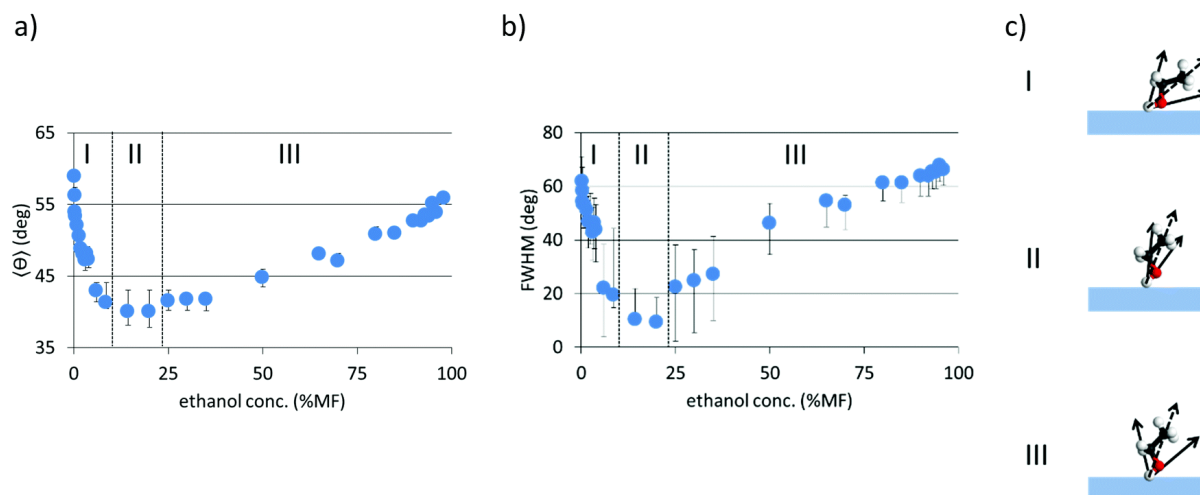 a)
65
55
45
35
⟨Θ⟩ (deg)
I
II
III
0
25
50
75
100
ethanol conc. (%MF)
b)
80
60
40
20
0
FWHM (deg)
I
II
III
0
25
50
75
100
ethanol conc. (%MF)
c)
I
II
III